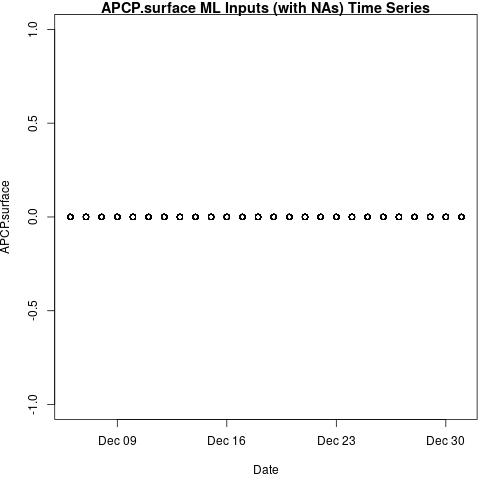 APCP.surface ML Inputs (with NAs) Time Series
APCP.surface
1.0
0.5
0.0
-0.5
-1.0
Dec 09 Dec 16 Dec 23 Dec 30
Date